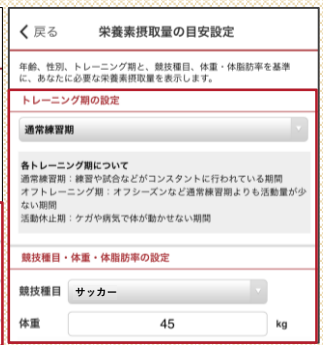 戻る 栄養素摂取量の目安設定
年齢、性別、トレーニング期と、競技種目、体重・体脂肪率を基準
に、あなたに必要な栄養素摂取量を表示します。
トレーニング期の設定
通常練習期
各トレーニング期について
通常練習期：練習や試合などがコンスタントに行われている期間
オフトレーニング期：オフシーズンなど通常練習期よりも活動量が少
ない期間
活動休止期：ケガや病気で体が動かせない期間
競技種目・体重・体脂肪率の設定
競技種目 サッカー
体重 45 kg